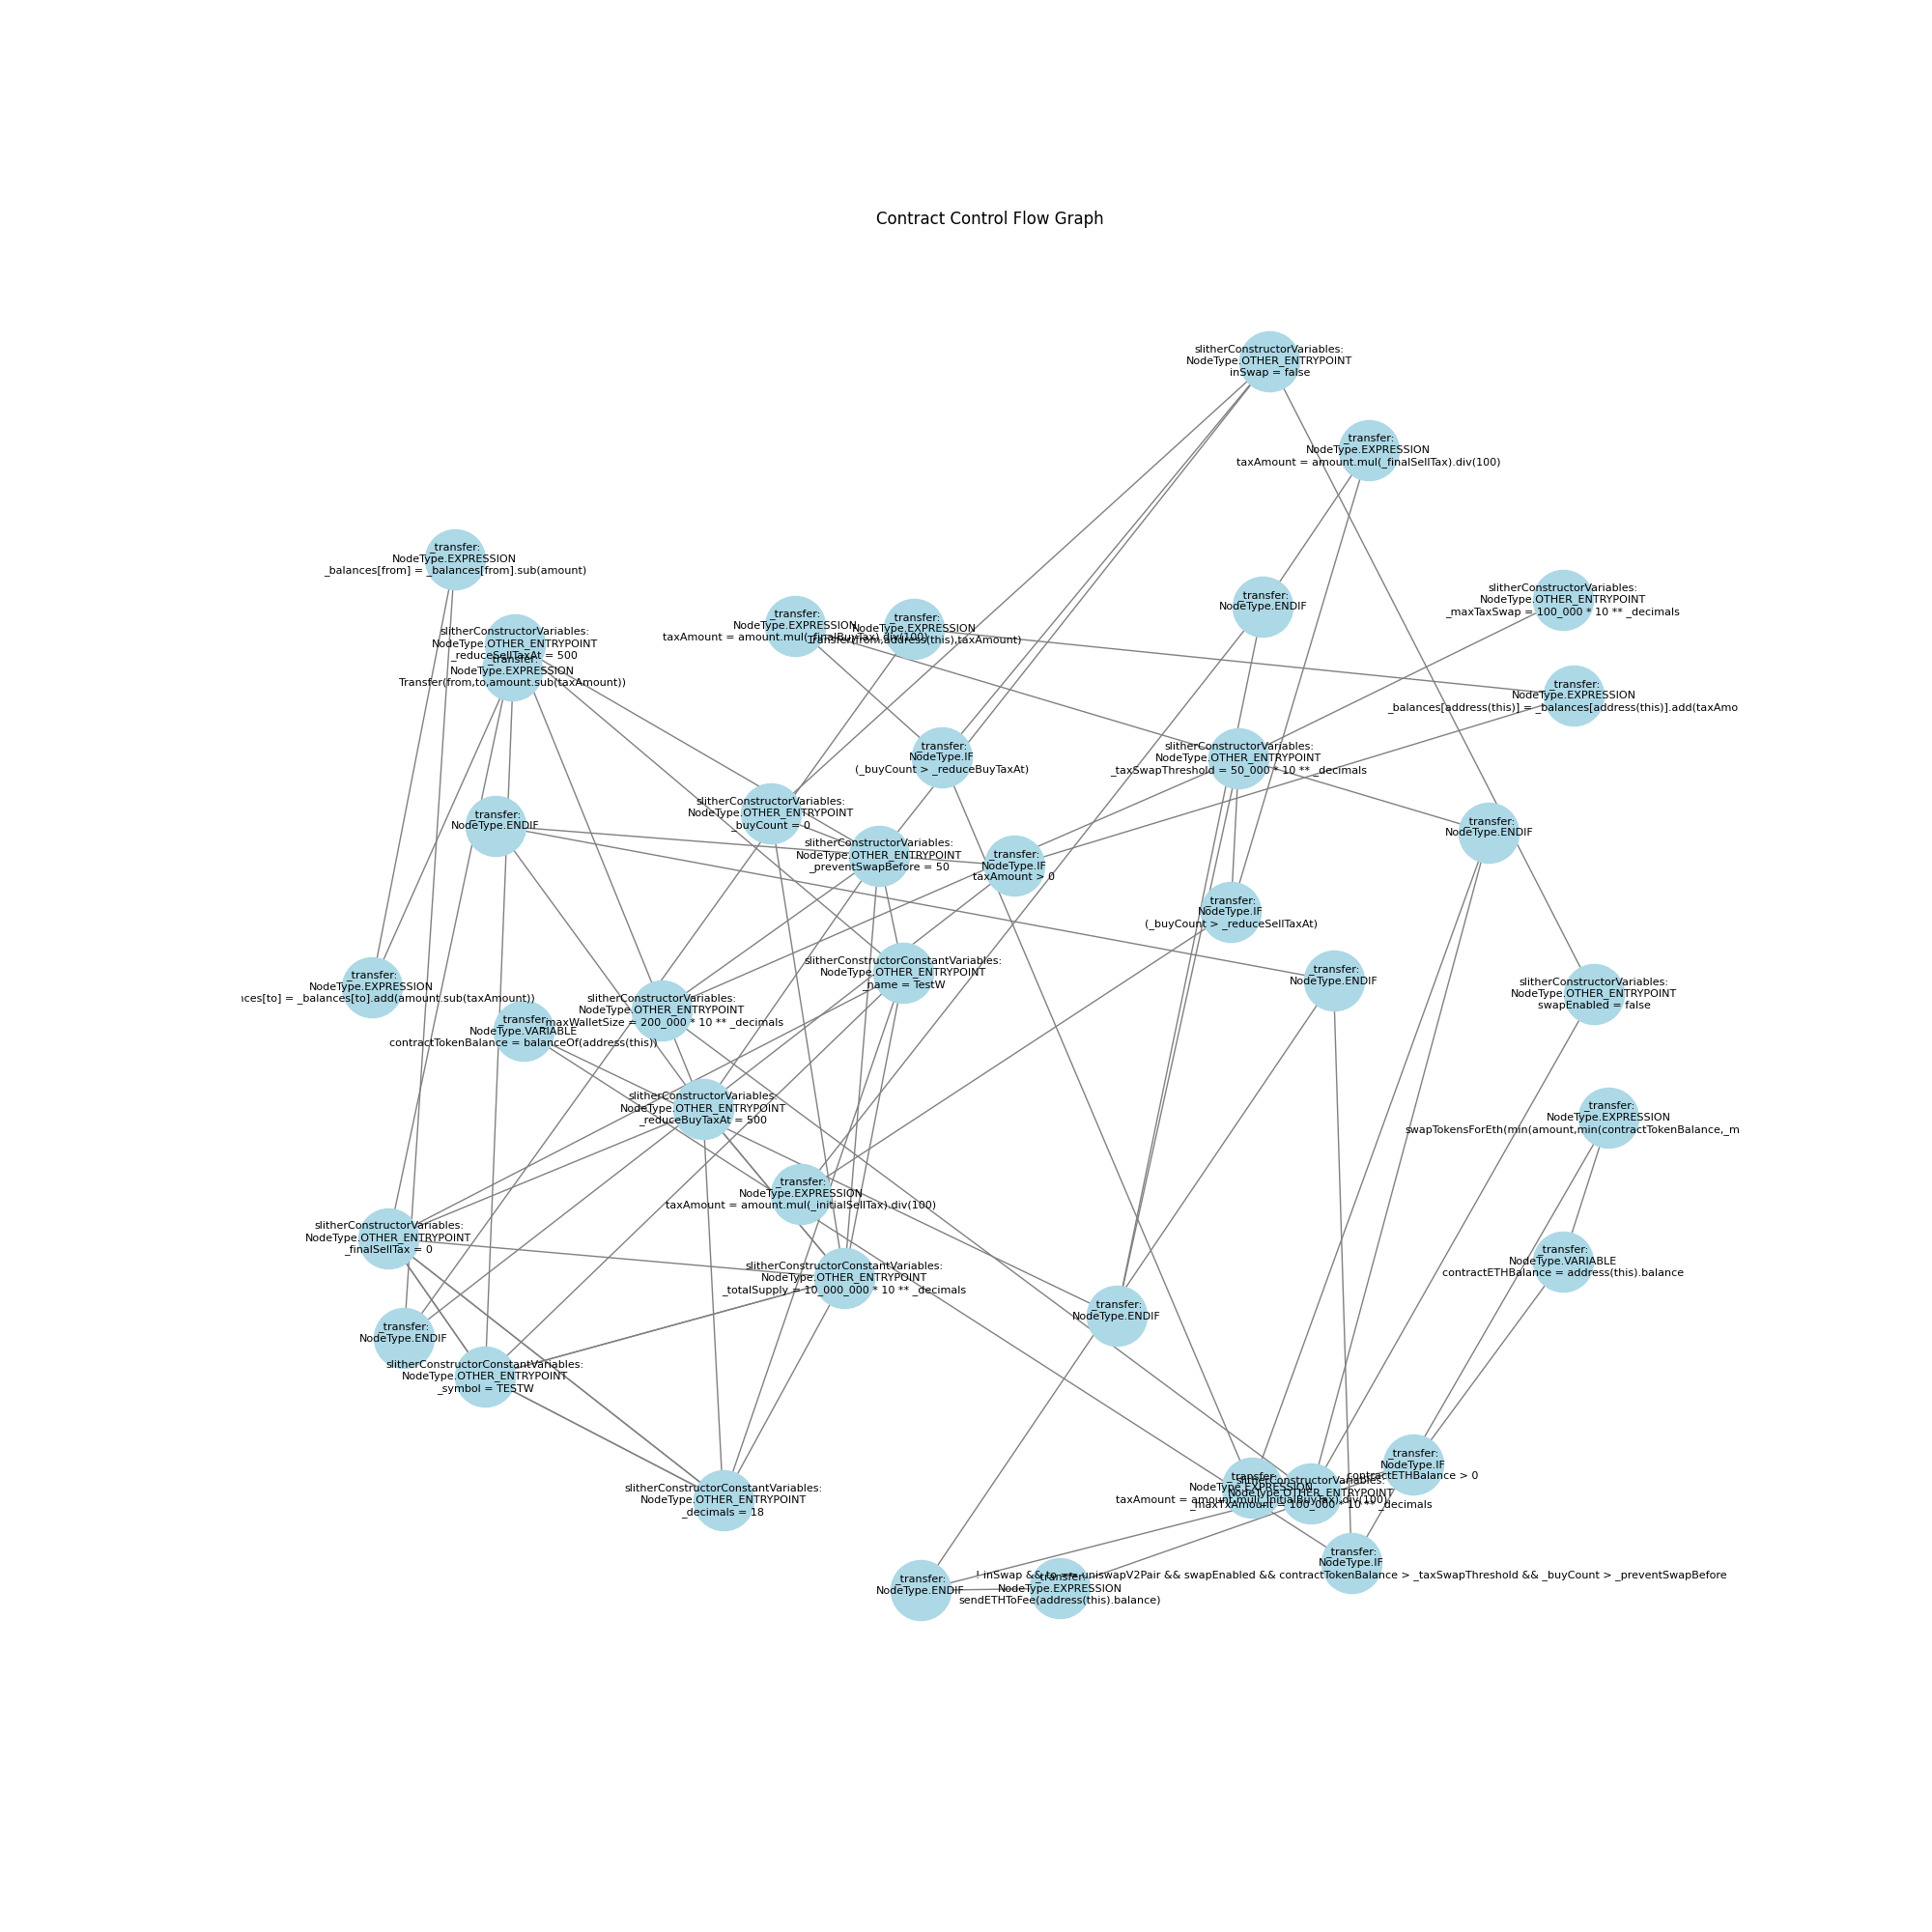 Contract Control Flow Graph
slitherConstructorVariables:
NodeType.OTHER_ENTRYPOINT
inSwap = false
_transfer:
NodeType.EXPRESSION
taxAmount = amount.mul(_finalSellTax).div(100)
_transfer:
NodeType.EXPRESSION
_balances[from] = _balances[from].sub(amount)
slitherConstructorVariables:
NodeType.OTHER_ENTRYPOINT
_maxTaxSwap = 100_000 * 10 ** _decimals
_transfer:
NodeType.ENDIF
_transfer:
NodeType.EXPRESSION
taxAmount = amount.mul(_finalBuyTax).div(100)
_transfer:
NodeType.EXPRESSION
Transfer(from,address(this),taxAmount)
slitherConstructorVariables:
NodeType.OTHER_ENTRYPOINT
_reduceSellTaxAt = 500
_transfer:
NodeType.EXPRESSION
Transfer(from,to,amount.sub(taxAmount))
_transfer:
NodeType.EXPRESSION
_balances[address(this)] = _balances[address(this)].add(taxAmo
_transfer:
NodeType.IF
(_buyCount > _reduceBuyTaxAt)
slitherConstructorVariables:
NodeType.OTHER_ENTRYPOINT
_taxSwapThreshold = 50_000 * 10 ** _decimals
slitherConstructorVariables:
NodeType.OTHER_ENTRYPOINT
_buyCount = 0
_transfer:
NodeType.ENDIF
_transfer:
NodeType.ENDIF
slitherConstructorVariables:
NodeType.OTHER_ENTRYPOINT
_preventSwapBefore = 50
_transfer:
NodeType.IF
taxAmount > 0
_transfer:
NodeType.IF
(_buyCount > _reduceSellTaxAt)
slitherConstructorConstantVariables:
NodeType.OTHER_ENTRYPOINT
_name = TestW
_transfer:
NodeType.ENDIF
_transfer:
NodeType.EXPRESSION
nces[to] = _balances[to].add(amount.sub(taxAmount))
slitherConstructorVariables:
NodeType.OTHER_ENTRYPOINT
swapEnabled = false
slitherConstructorVariables:
NodeType.OTHER_ENTRYPOINT
_maxWalletSize = 200_000 * 10 ** _decimals
_transfer:
NodeType.VARIABLE
contractTokenBalance = balanceOf(address(this))
slitherConstructorVariables:
NodeType.OTHER_ENTRYPOINT
_reduceBuyTaxAt = 500
_transfer:
NodeType.EXPRESSION
swapTokensForEth(min(amount,min(contractTokenBalance,_m
_transfer:
NodeType.EXPRESSION
taxAmount = amount.mul(_initialSellTax).div(100)
slitherConstructorVariables:
NodeType.OTHER_ENTRYPOINT
_finalSellTax = 0
_transfer:
NodeType.VARIABLE
contractETHBalance = address(this).balance
slitherConstructorConstantVariables:
NodeType.OTHER_ENTRYPOINT
_totalSupply = 10_000_000 * 10 ** _decimals
_transfer:
NodeType.ENDIF
_transfer:
NodeType.ENDIF
slitherConstructorConstantVariables:
NodeType.OTHER_ENTRYPOINT
_symbol = TESTW
_transfer:
NodeType.IF
contractETHBalance > 0
_transfer:
NodeType.EXPRESSION
taxAmount = amount.mul(_initialBuyTax).div(100)
slitherConstructorVariables:
NodeType.OTHER_ENTRYPOINT
_maxTxAmount = 100_000 * 10 ** _decimals
slitherConstructorConstantVariables:
NodeType.OTHER_ENTRYPOINT
_decimals = 18
_transfer:
NodeType.IF
! inSwap && to == uniswapV2Pair && swapEnabled && contractTokenBalance > _taxSwapThreshold && _buyCount > _preventSwapBefore
_transfer:
NodeType.ENDIF
_transfer:
NodeType.EXPRESSION
sendETHToFee(address(this).balance)